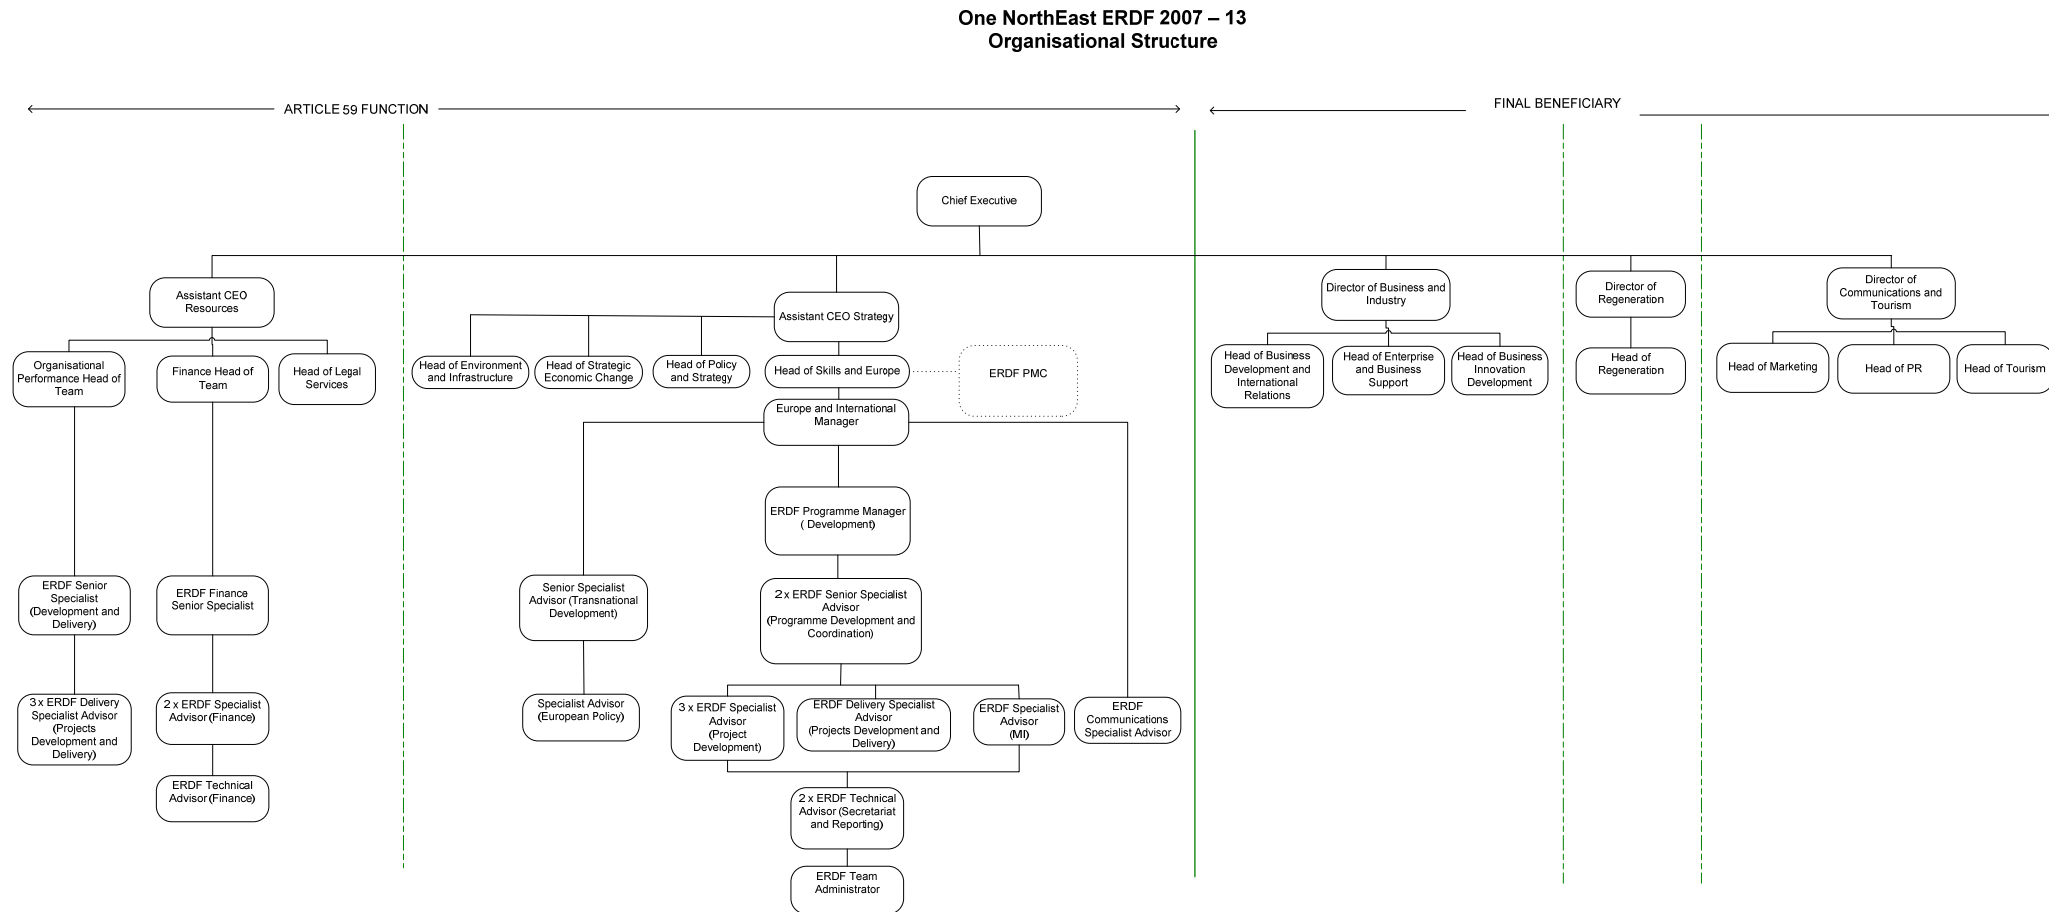 One NorthEast ERDF 2007 – 13
Organisational Structure
ARTICLE 59 FUNCTION
FINAL BENEFICIARY
Chief Executive
Assistant CEO
Resources
Assistant CEO Strategy
Director of Business and
Industry
Director of
Regeneration
Director of
Communications and
Tourism
Organisational
Performance Head of
Team
Finance Head of
Team
Head of Legal
Services
Head of Environment
and Infrastructure
Head of Strategic
Economic Change
Head of Policy
and Strategy
Head of Skills and Europe
ERDF PMC
Head of Business
Development and
International
Relations
Head of Enterprise
and Business
Support
Head of Business
Innovation
Development
Head of
Regeneration
Head of Marketing
Head of PR
Head of Tourism
Europe and International
Manager
ERDF Programme Manager
( Development)
ERDF Senior
Specialist
(Development and
Delivery)
ERDF Finance
Senior Specialist
Senior Specialist
Advisor (Transnational
Development)
2 x ERDF Senior Specialist
Advisor
(Programme Development and
Coordination)
3 x ERDF Delivery
Specialist Advisor
(Projects
Development and
Delivery)
2 x ERDF Specialist
Advisor (Finance)
Specialist Advisor
(European Policy)
3 x ERDF Specialist
Advisor
(Project
Development)
ERDF Delivery Specialist
Advisor
(Projects Development and
Delivery)
ERDF Specialist
Advisor
(MI)
ERDF
Communications
Specialist Advisor
ERDF Technical
Advisor (Finance)
2 x ERDF Technical
Advisor (Secretariat
and Reporting)
ERDF Team
Administrator